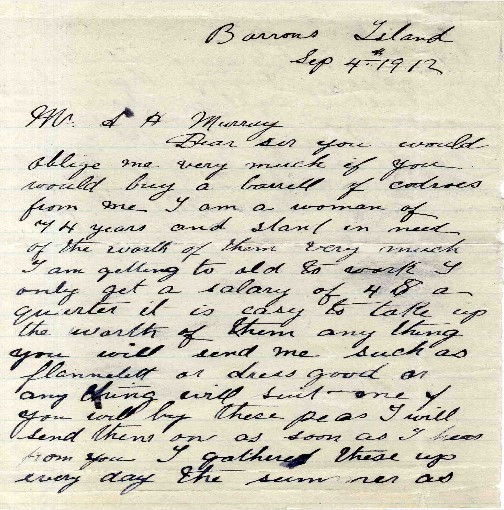 Barrons Island
Sep 4th 1912
Mr. S A Murray
Dear sir you would
oblige me very much if you
would buy a barrell of codroes
from me I am a woman of
74 years and stand in need
of the worth of them very much
I am getting to old to work I
only get a salary of 48 a
quarter it is easy to take up
the worth of them any thing
you will send me such as
flannelett or dress good or
any thing will suit me if
you will by these peas I will
send them on as soon as I hear
from you I gathered these up
every day the summer as